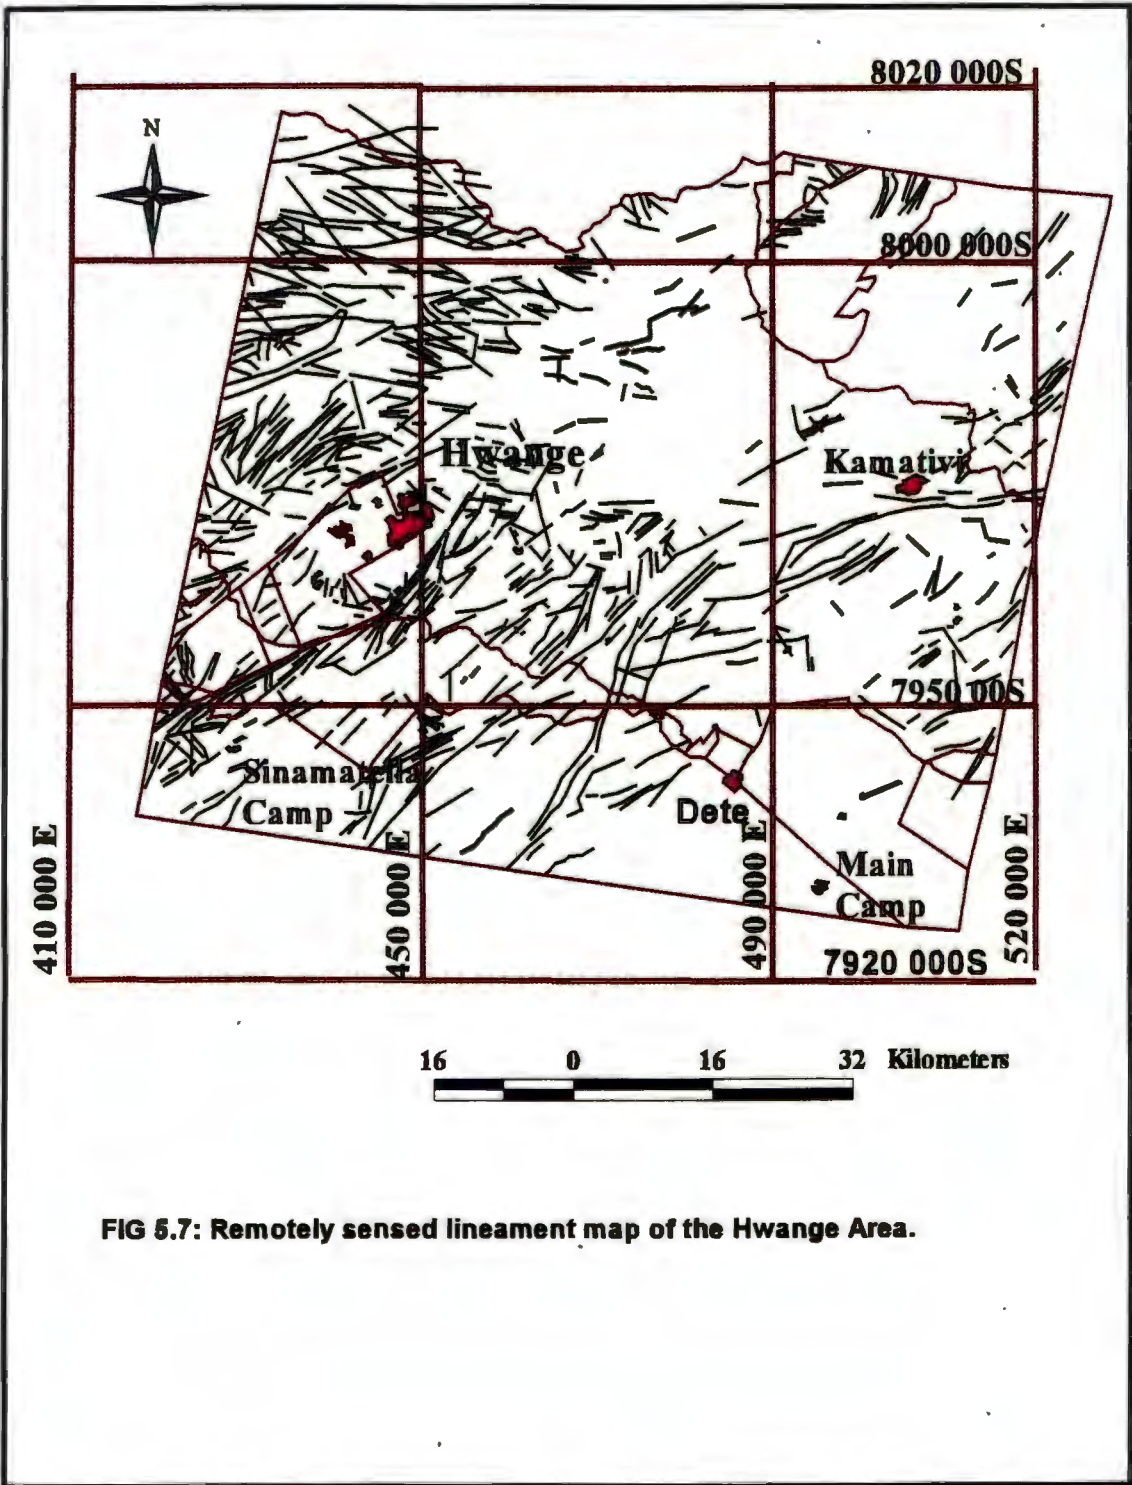 8020 000S
N
8000 000S
Hwange
Kamativi
7950 00S
Sinamatella
Camp
Dete
Main
Camp
410 000 E
450 000 E
490 000 E
520 000 E
7920 000S
16 0 16 32 Kilometers
FIG 5.7: Remotely sensed lineament map of the Hwange Area.